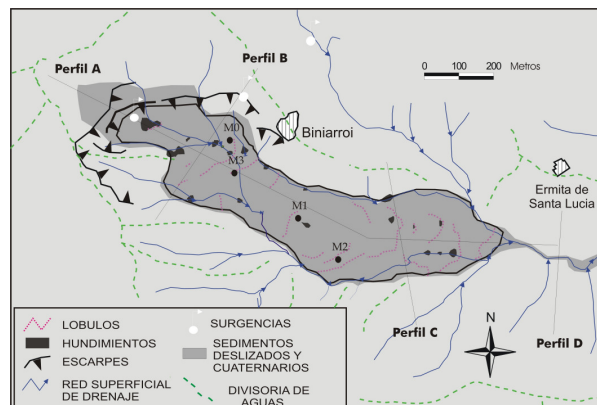 Perfil A
Perfil B
0 100 200 Metros
Biniarroi
M0
M3
M1
M2
Ermita de
Santa Lucia
N
Perfil C
Perfil D
LOBULOS
HUNDIMIENTOS
ESCARPES
RED SUPERFICIAL
DE DRENAJE
SURGENCIAS
SEDIMENTOS
DESLIZADOS Y
CUATERNARIOS
DIVISORIA DE
AGUAS